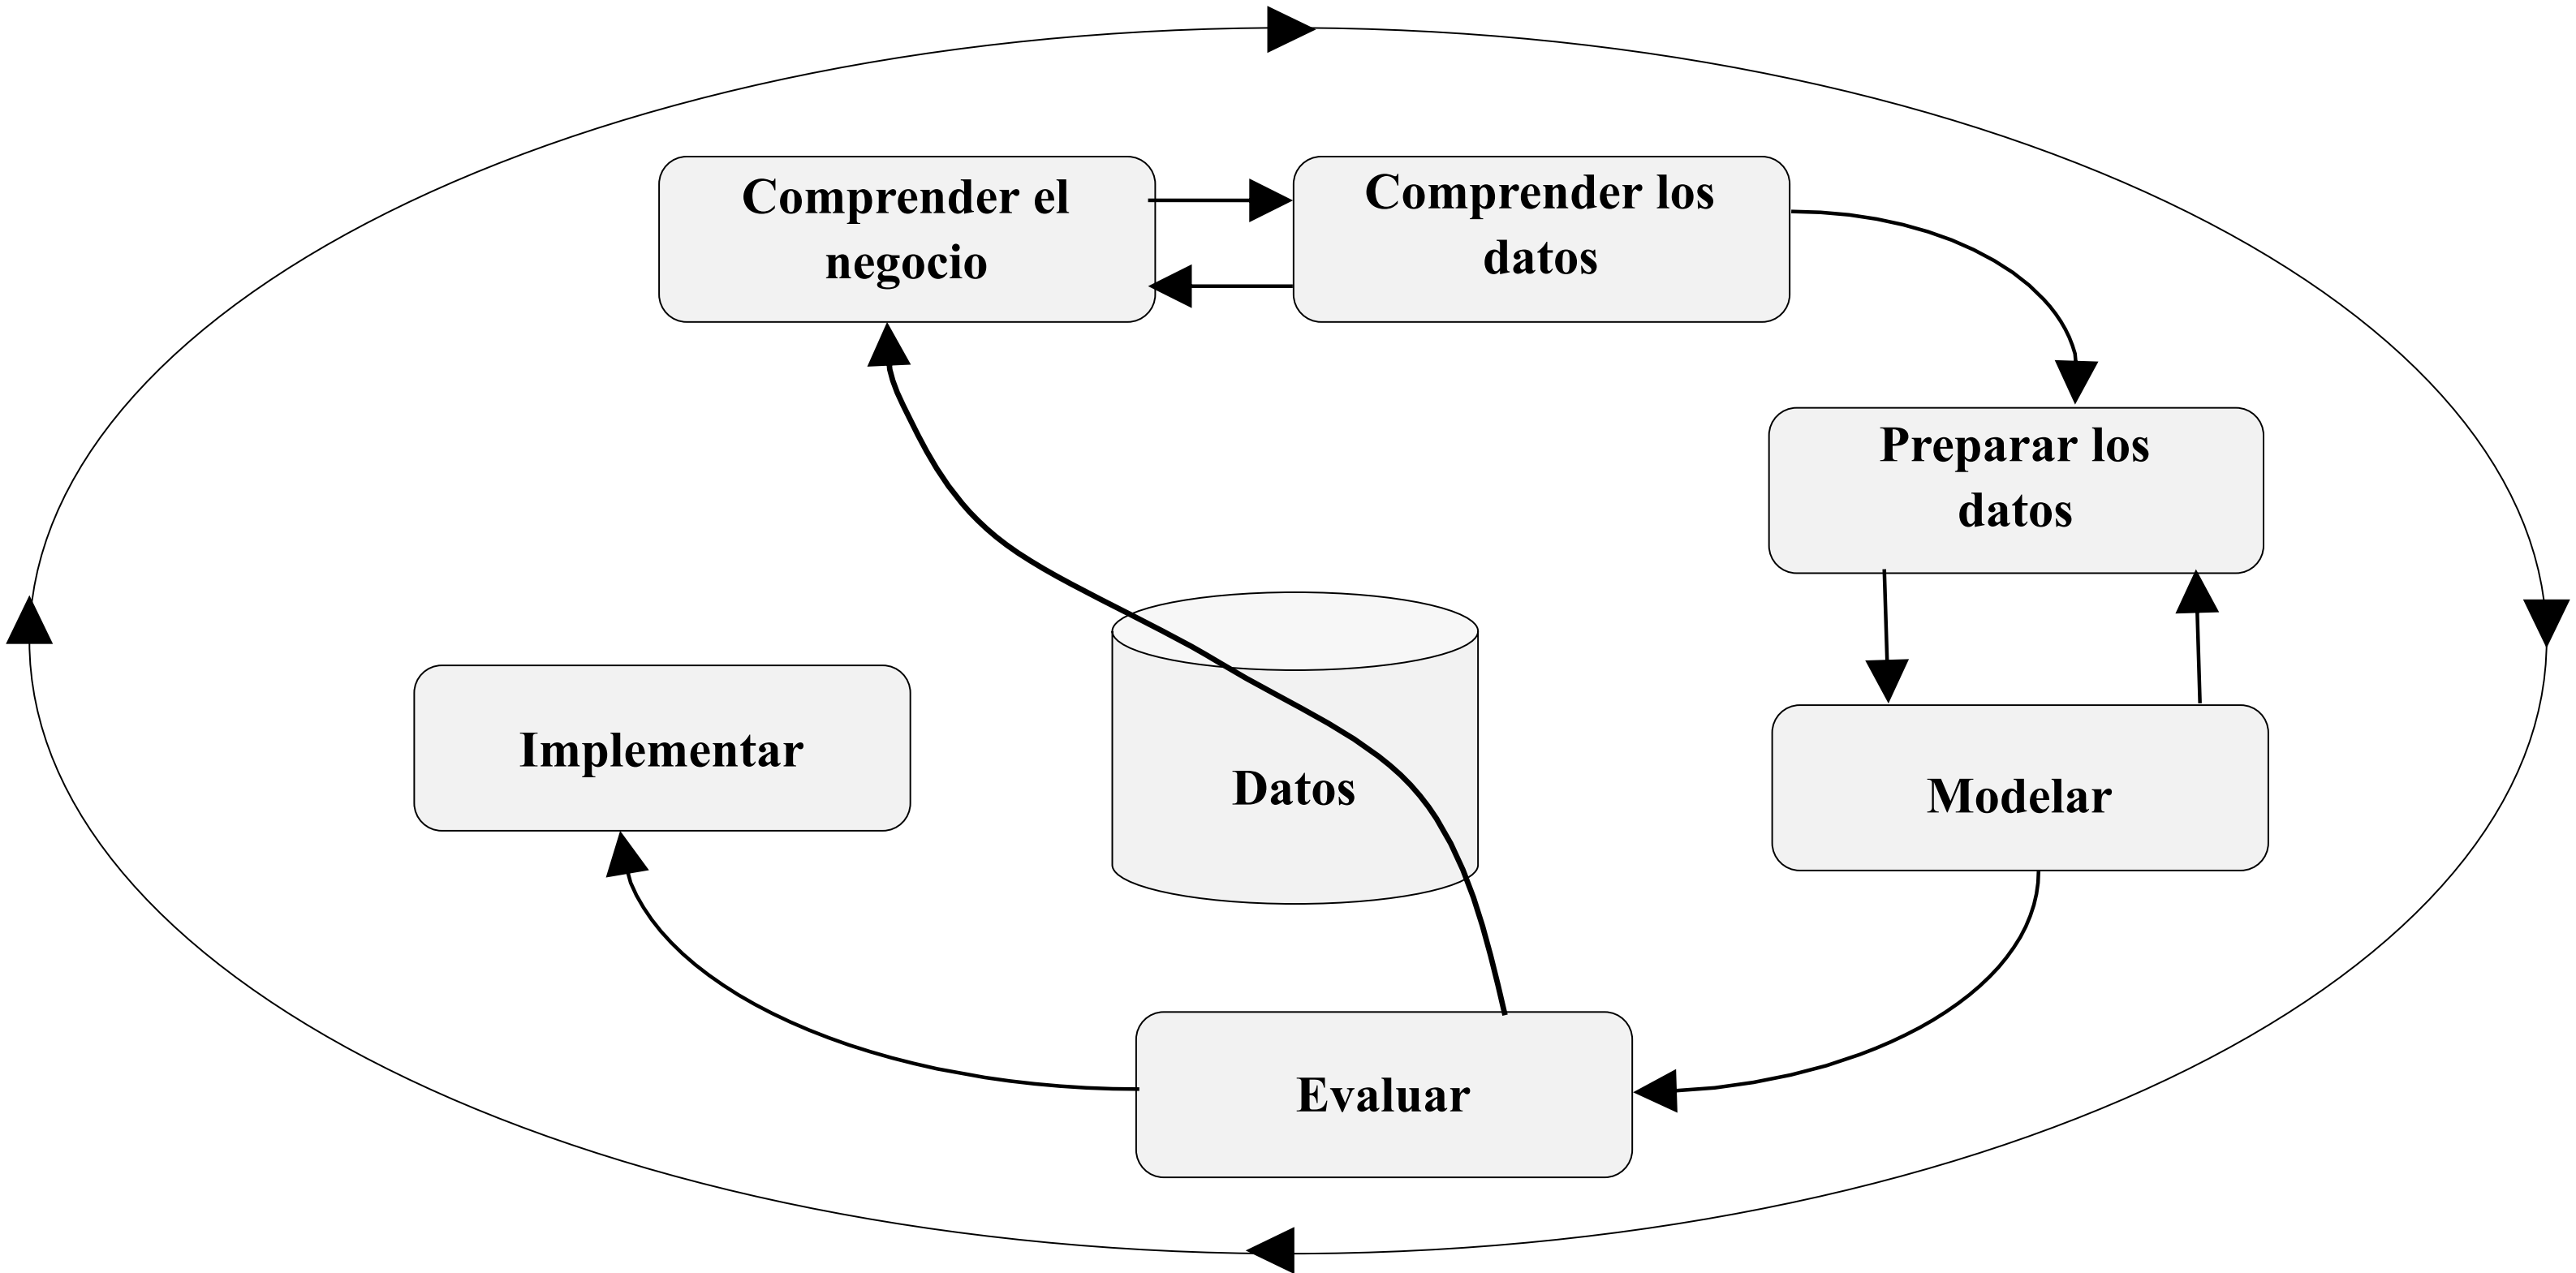 Comprender el
negocio
Comprender los
datos
Preparar los
datos
Implementar
Datos
Modelar
Evaluar